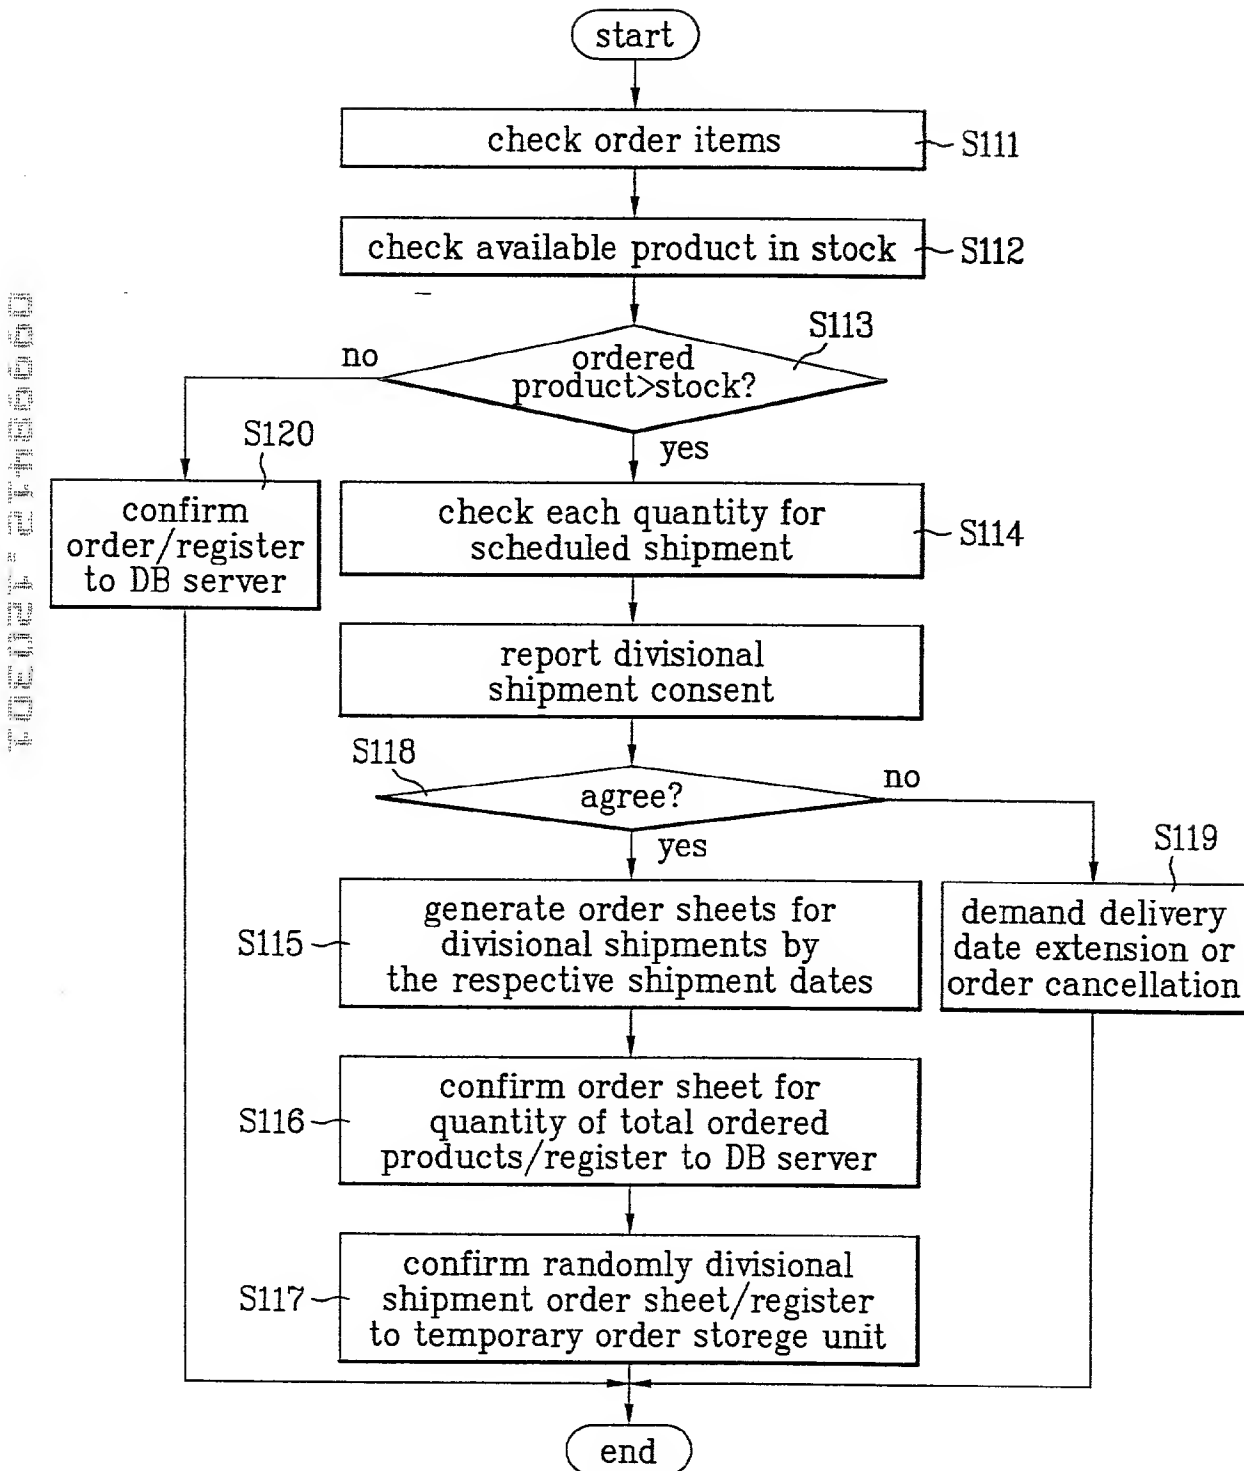 start
check order items
S111
check available product in stock
S112
S113
ordered
product>stock?
no
yes
S120
confirm
order/register
to DB server
check each quantity for
scheduled shipment
S114
report divisional
shipment consent
S118
agree?
no
yes
S119
demand delivery
date extension or
order cancellation
S115
generate order sheets for
divisional shipments by
the respective shipment dates
S116
confirm order sheet for
quantity of total ordered
products/register to DB server
S117
confirm randomly divisional
shipment order sheet/register
to temporary order storege unit
end